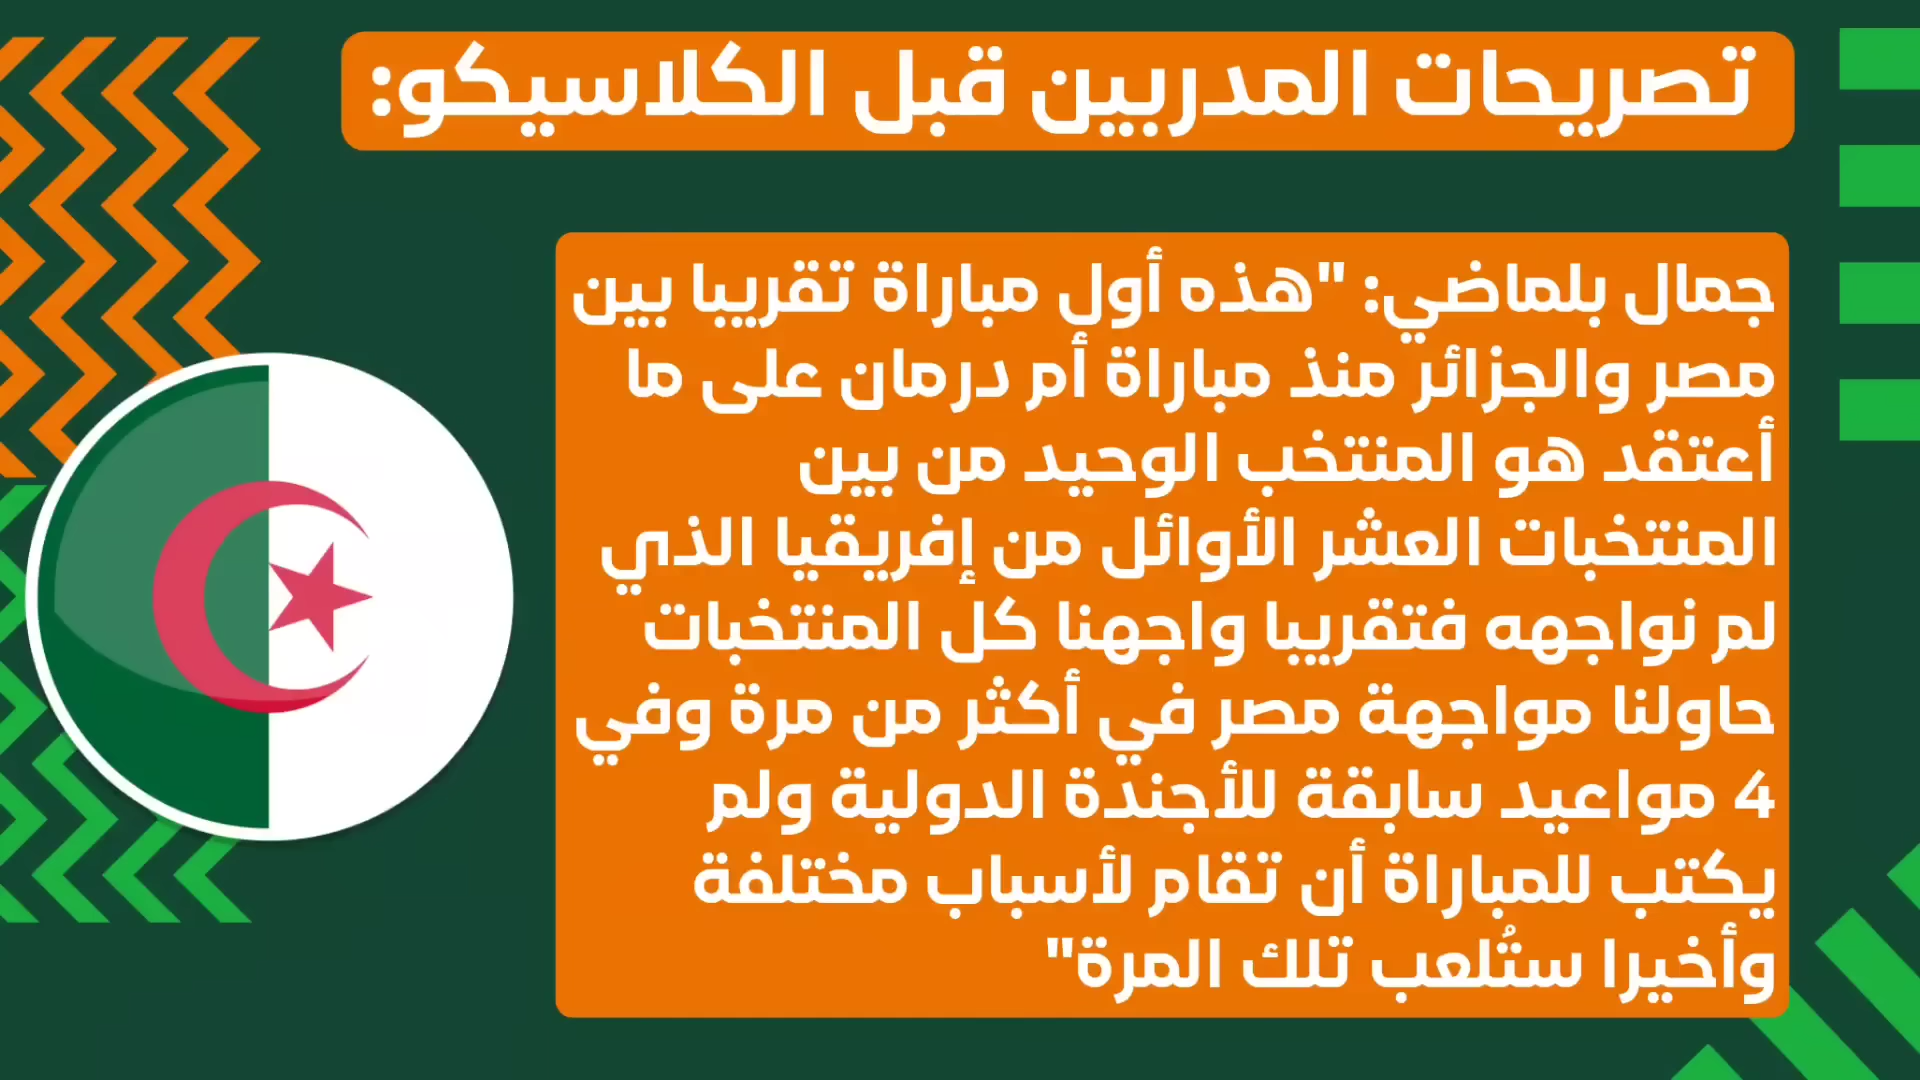 تصريحات المدربين قبل الكلاسيكو:
جمال بلماضي: "هذه أول مباراة تقريبا بين
مصر والجزائر منذ مباراة أم درمان على ما
أعتقد هو المنتخب الوحيد من بين
المنتخبات العشر الأوائل من إفريقيا الذي
لم نواجهه فتقريبا واجهنا كل المنتخبات
حاولنا مواجهة مصر في أكثر من مرة وفي
4 مواعيد سابقة للأجندة الدولية ولم
يكتب للمباراة أن تقام لأسباب مختلفة
وأخيرا ستُلعب تلك المرة"